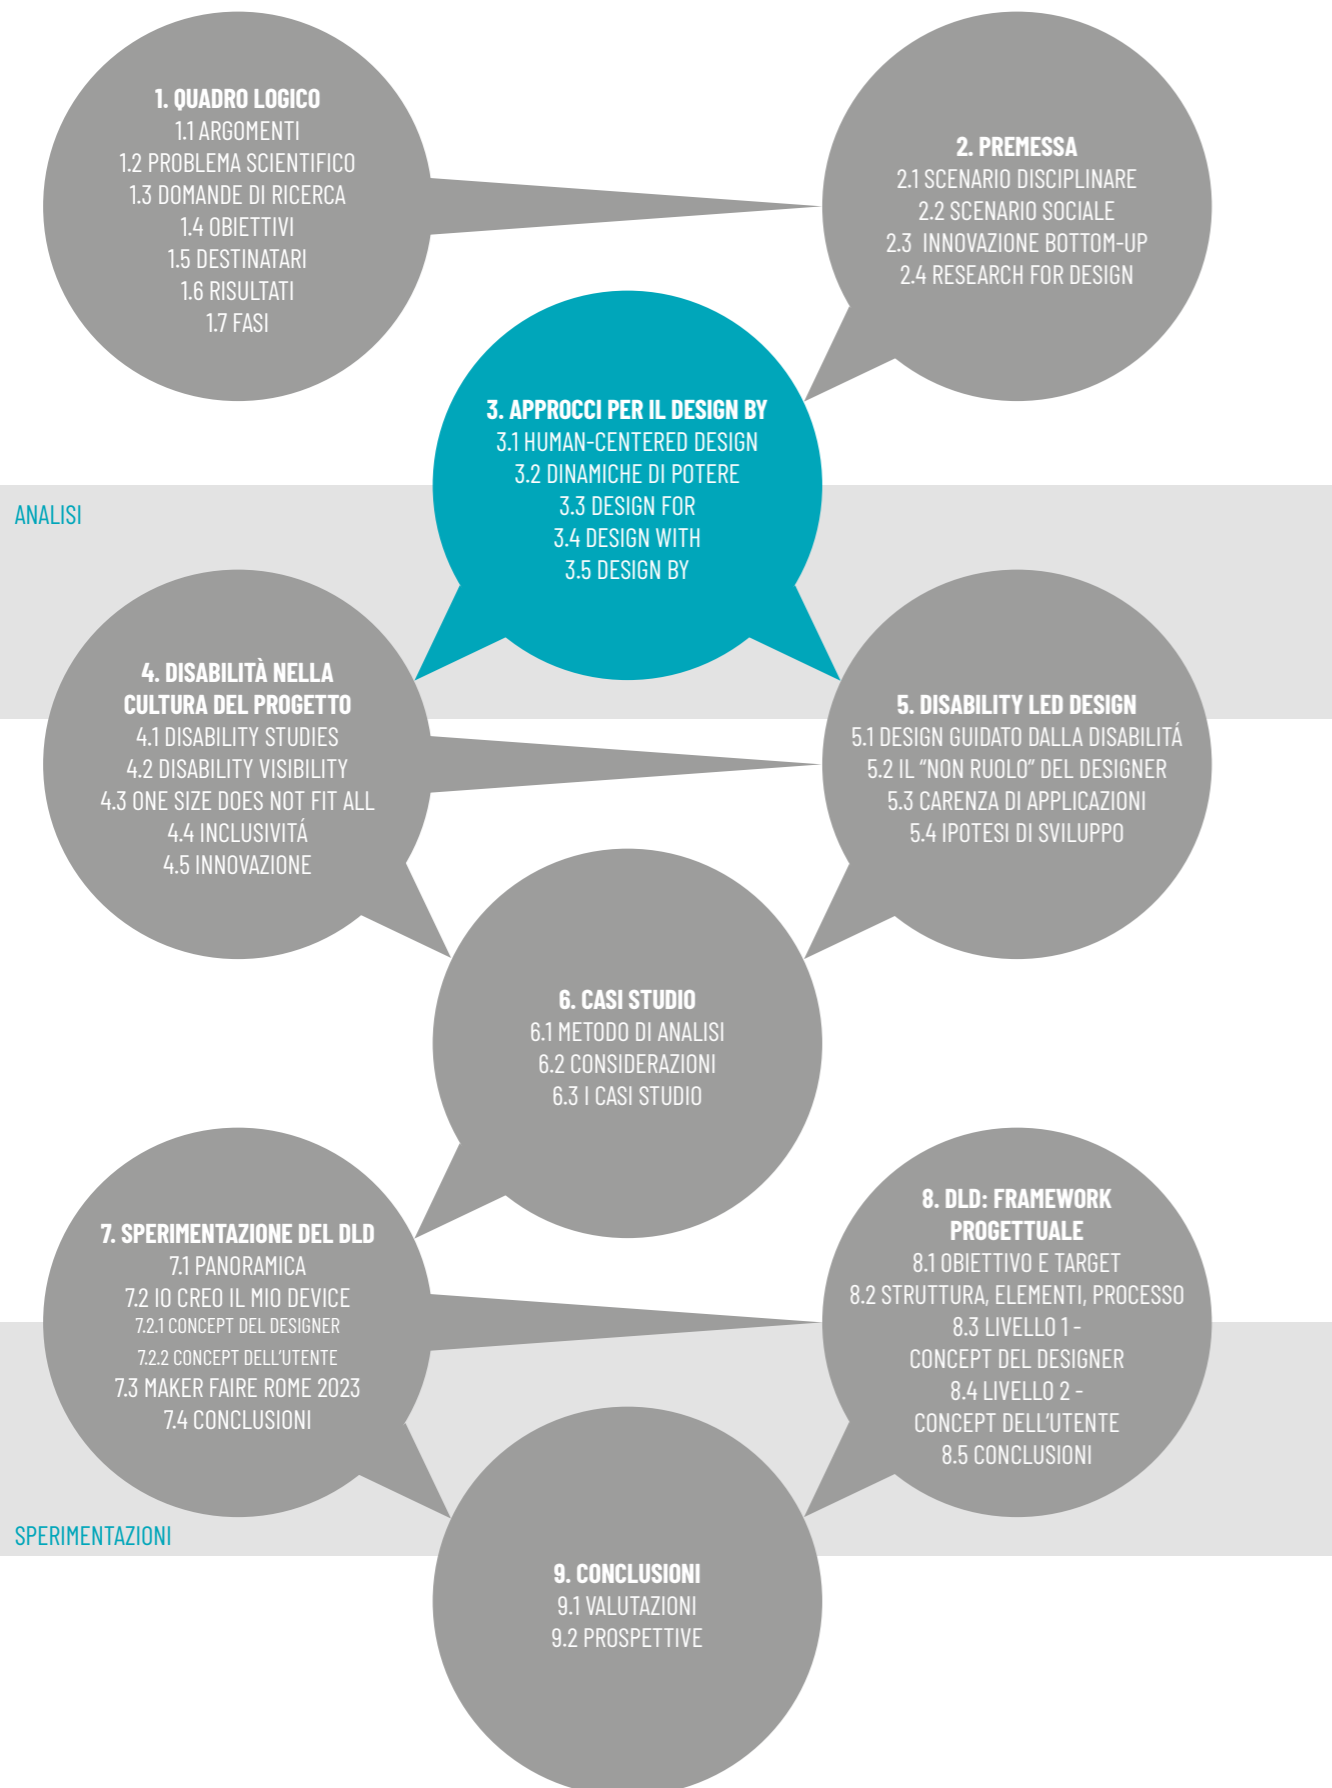 1. QUADRO LOGICO
1.1 ARGOMENTI
1.2 PROBLEMA SCIENTIFICO
1.3 DOMANDE DI RICERCA
1.4 OBIETTIVI
1.5 DESTINATARI
1.6 RISULTATI
1.7 FASI
2. PREMESSA
2.1 SCENARIO DISCIPLINARE
2.2 SCENARIO SOCIALE
2.3 INNOVAZIONE BOTTOM-UP
2.4 RESEARCH FOR DESIGN
3. APPROCCI PER IL DESIGN BY
3.1 HUMAN-CENTERED DESIGN
3.2 DINAMICHE DI POTERE
3.3 DESIGN FOR
3.4 DESIGN WITH
3.5 DESIGN BY
ANALISI
4. DISABILITÀ NELLA
CULTURA DEL PROGETTO
4.1 DISABILITY STUDIES
4.2 DISABILITY VISIBILITY
4.3 ONE SIZE DOES NOT FIT ALL
4.4 INCLUSIVITÁ
4.5 INNOVAZIONE
5. DISABILITY LED DESIGN
5.1 DESIGN GUIDATO DALLA DISABILITÁ
5.2 IL “NON RUOLO” DEL DESIGNER
5.3 CARENZA DI APPLICAZIONI
5.4 IPOTESI DI SVILUPPO
6. CASI STUDIO
6.1 METODO DI ANALISI
6.2 CONSIDERAZIONI
6.3 I CASI STUDIO
7. SPERIMENTAZIONE DEL DLD
7.1 PANORAMICA
7.2 IO CREO IL MIO DEVICE
7.2.1 CONCEPT DEL DESIGNER
7.2.2 CONCEPT DELL’UTENTE
7.3 MAKER FAIRE ROME 2023
7.4 CONCLUSIONI
8. DLD: FRAMEWORK
PROGETTUALE
8.1 OBIETTIVO E TARGET
8.2 STRUTTURA, ELEMENTI, PROCESSO
8.3 LIVELLO 1 -
CONCEPT DEL DESIGNER
8.4 LIVELLO 2 -
CONCEPT DELL’UTENTE
8.5 CONCLUSIONI
SPERIMENTAZIONI
9. CONCLUSIONI
9.1 VALUTAZIONI
9.2 PROSPETTIVE